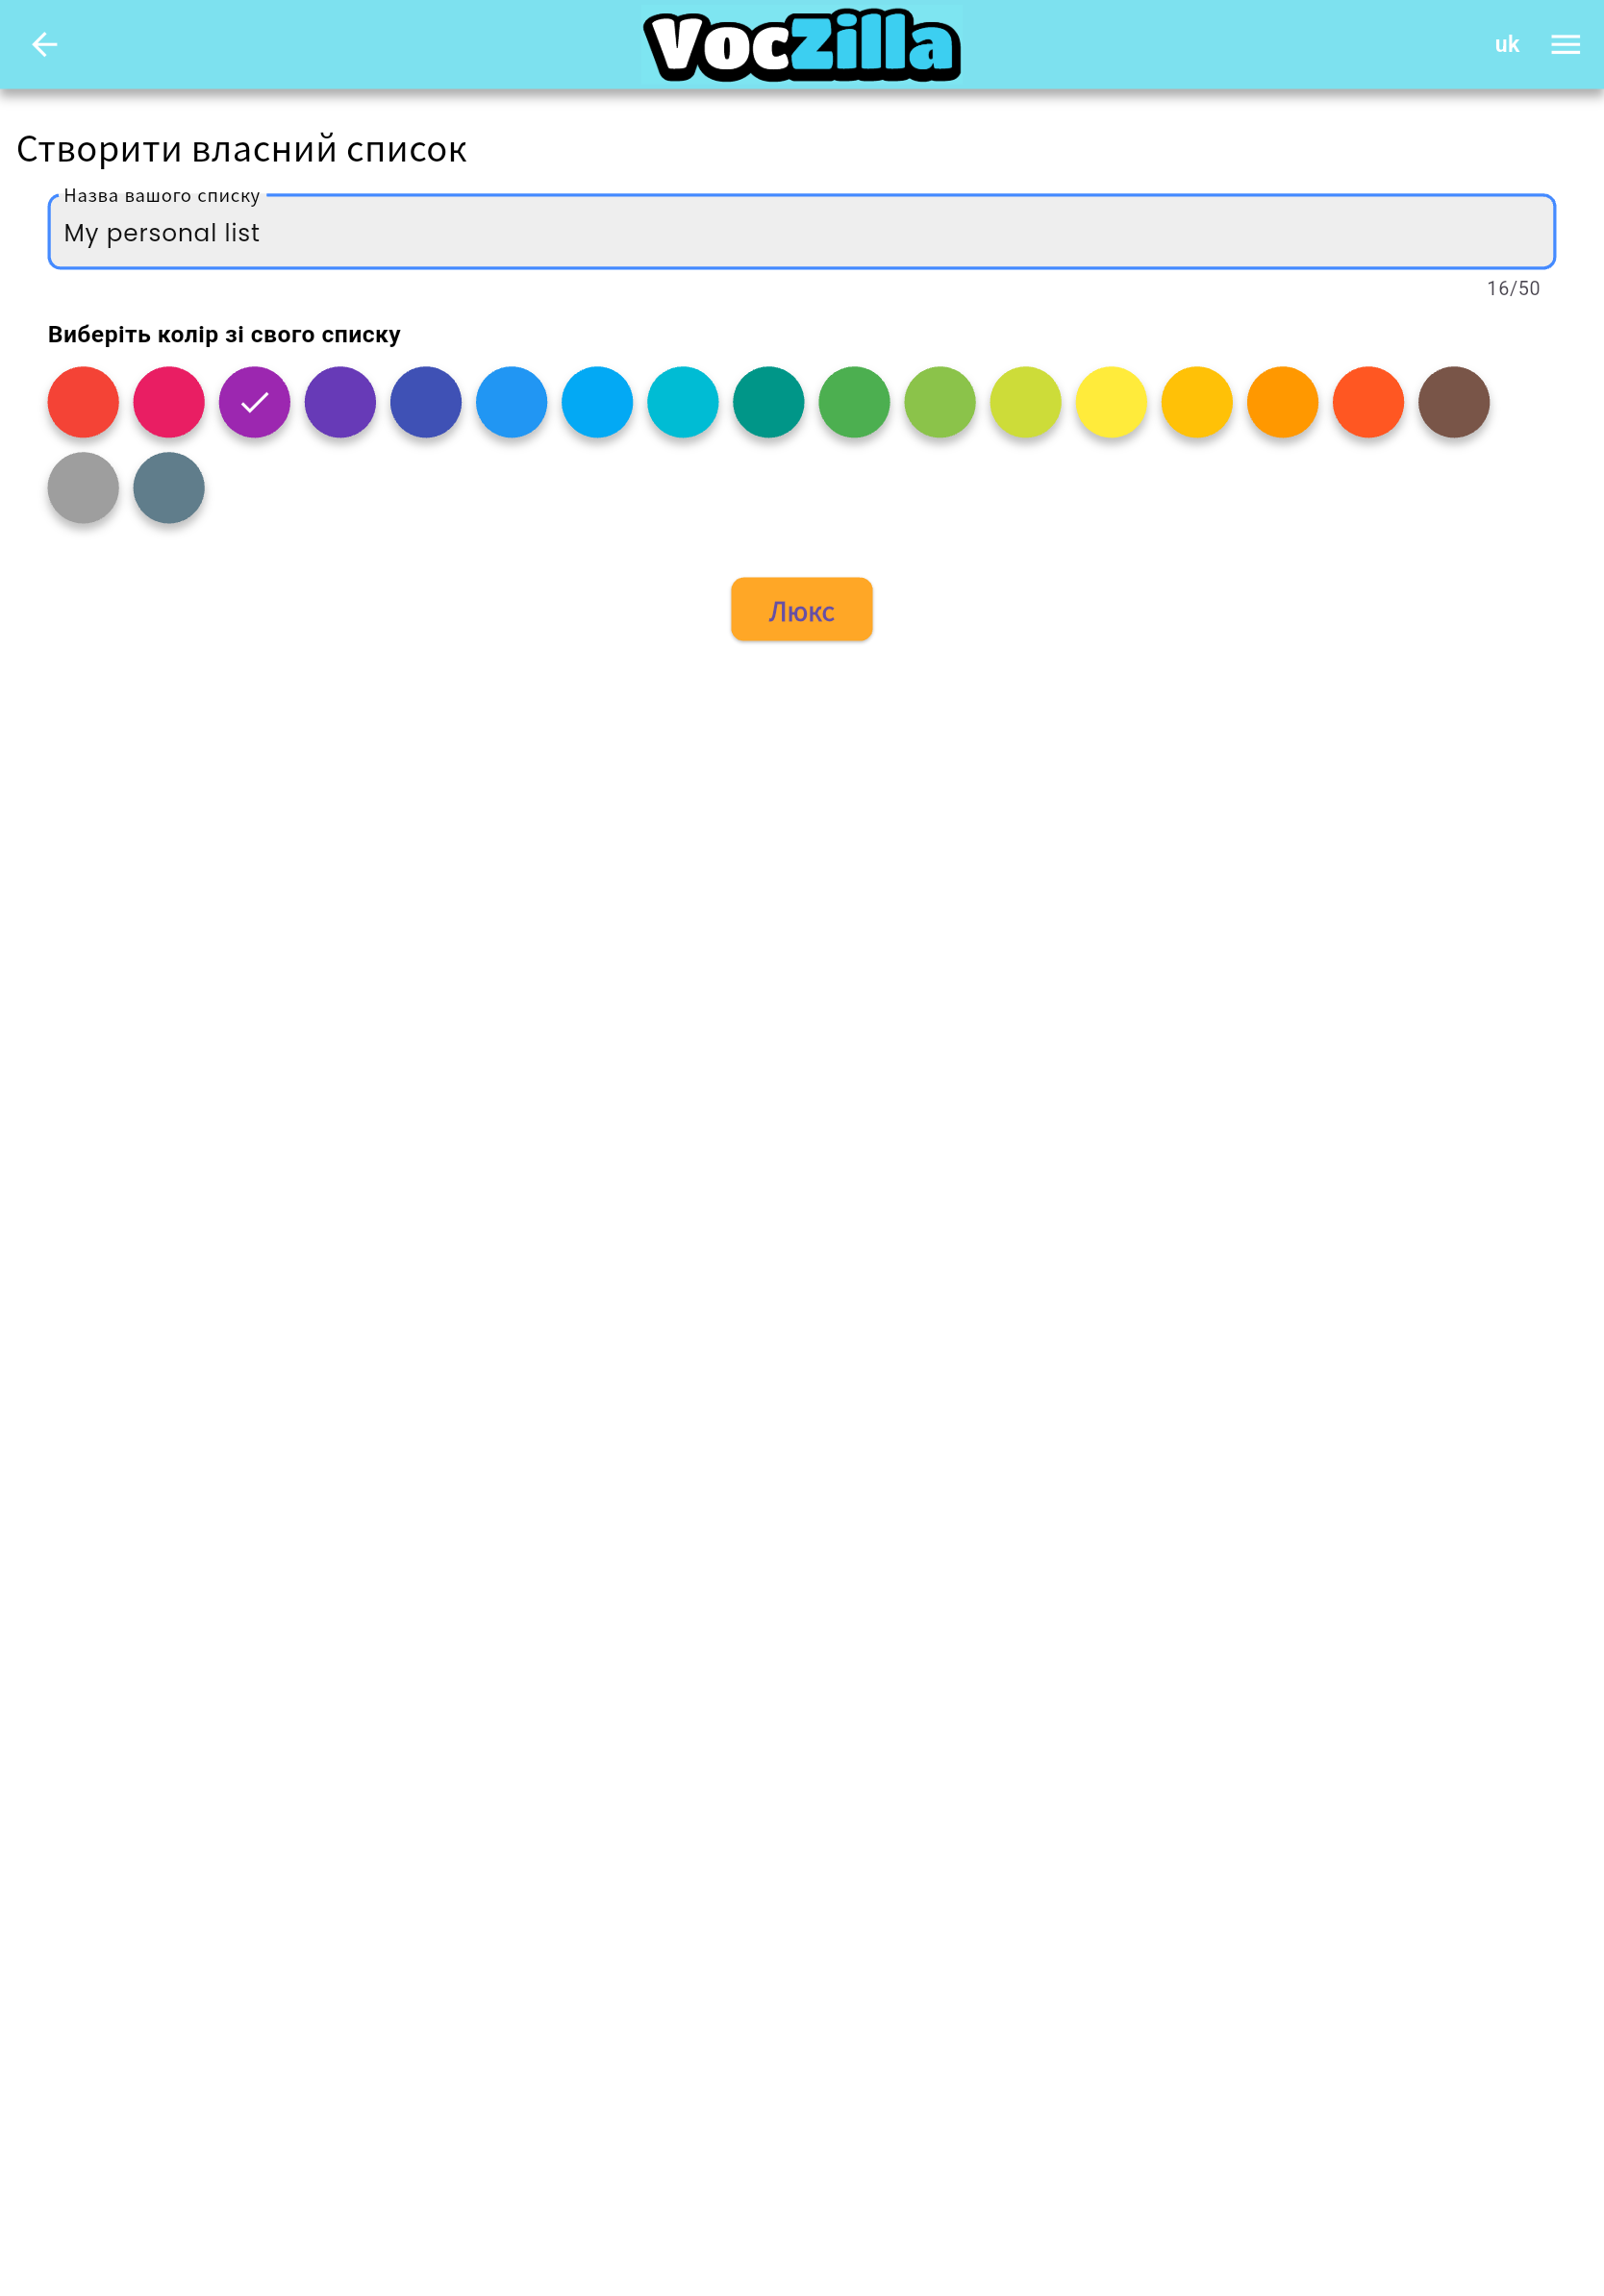 Voczilla
uk
Створити власний список
Назва вашого списку
My personal list
16/50
Виберіть колір зі свого списку
Люкс